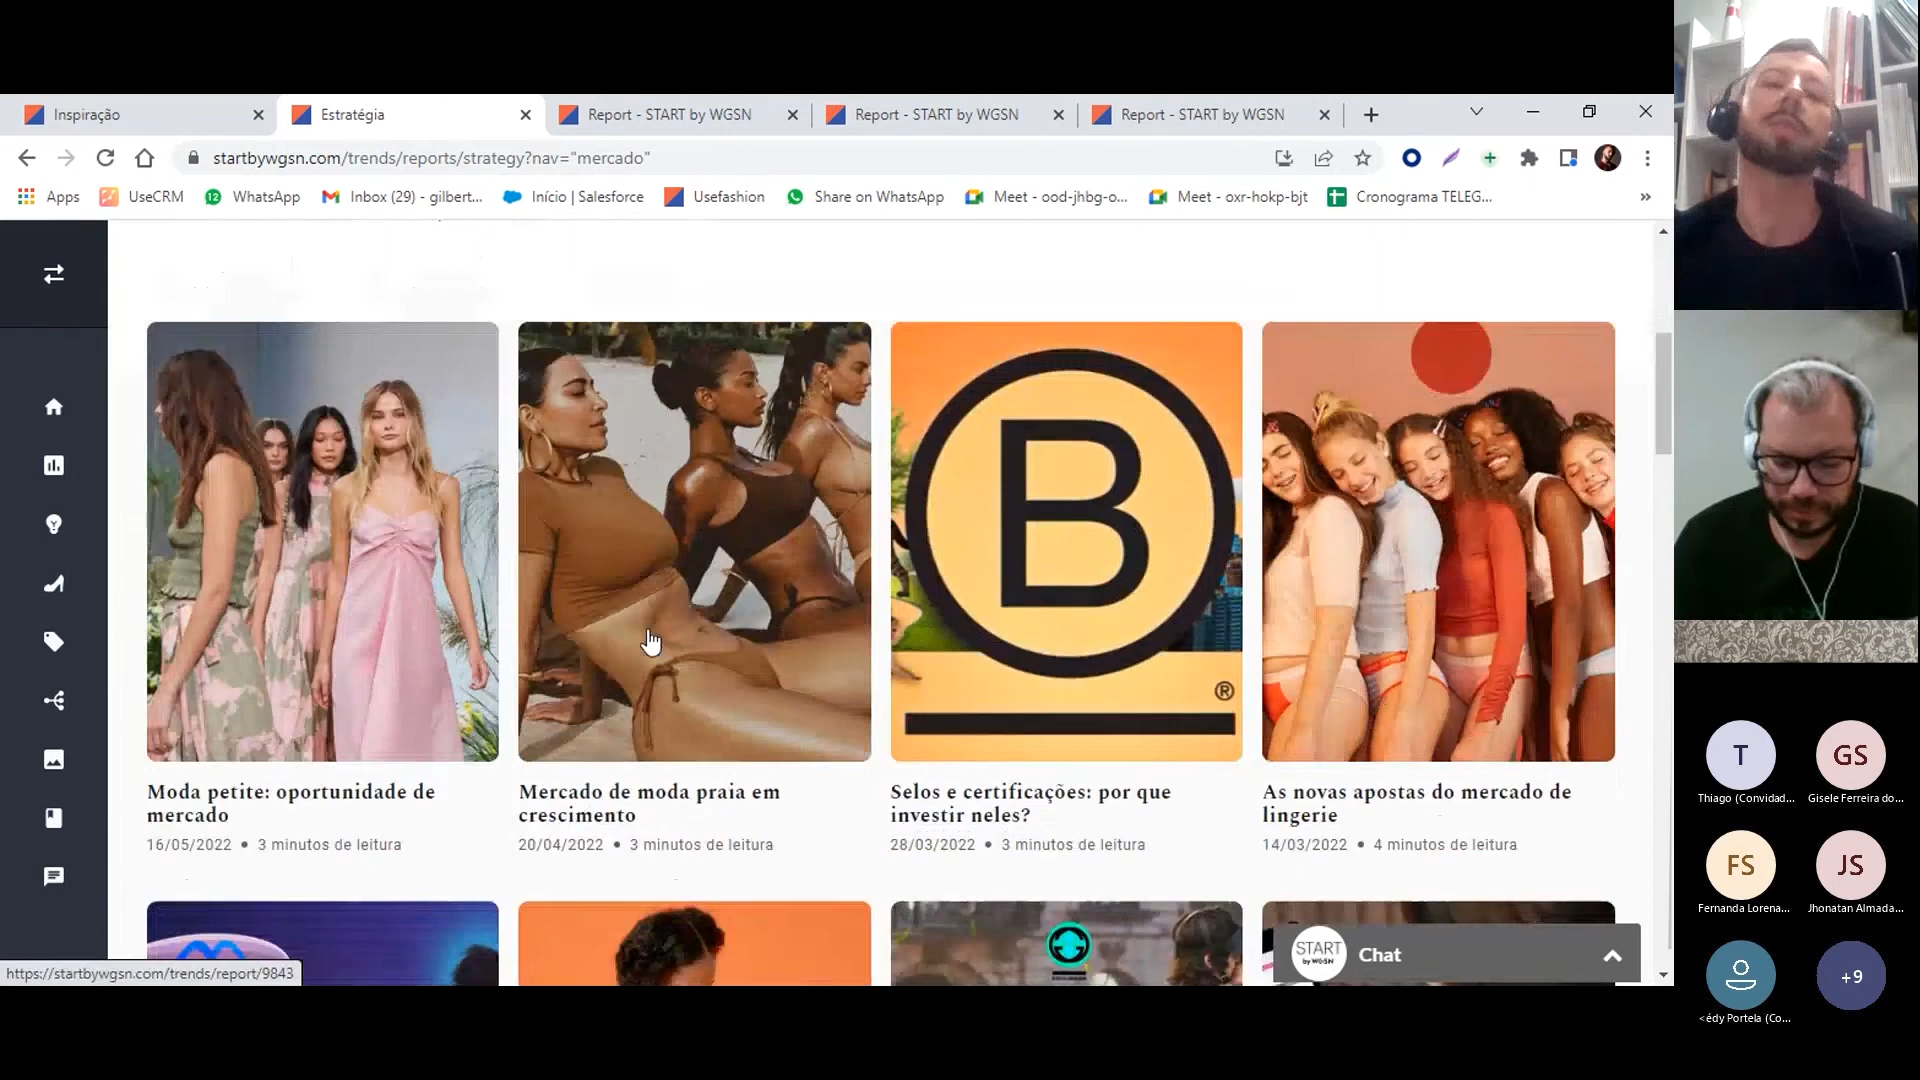 Inspiração
Estratégia
Report - START by WGSN
Report - START by WGSN
Report - START by WGSN
startbywgsn.com/trends/reports/strategy?nav="mercado"
Apps
UseCRM
12
WhatsApp
Inbox (29) - gilbert...
Início | Salesforce
Usefashion
Share on WhatsApp
Meet - ood-jhbg-o...
Meet - oxr-hokp-bjt
Cronograma TELEG...
»
B
®
Moda petite: oportunidade de
mercado
16/05/2022 • 3 minutos de leitura
Mercado de moda praia em
crescimento
20/04/2022 • 3 minutos de leitura
Selos e certificações: por que
investir neles?
28/03/2022 • 3 minutos de leitura
As novas apostas do mercado de
lingerie
14/03/2022 • 4 minutos de leitura
START
by WGSN
Chat
https://startbywgsn.com/trends/report/9843
T
Thiago (Convidad...
GS
Gisele Ferreira do...
FS
Fernanda Lorena...
JS
Jhonatan Almada...
<édy Portela (Co...
+9